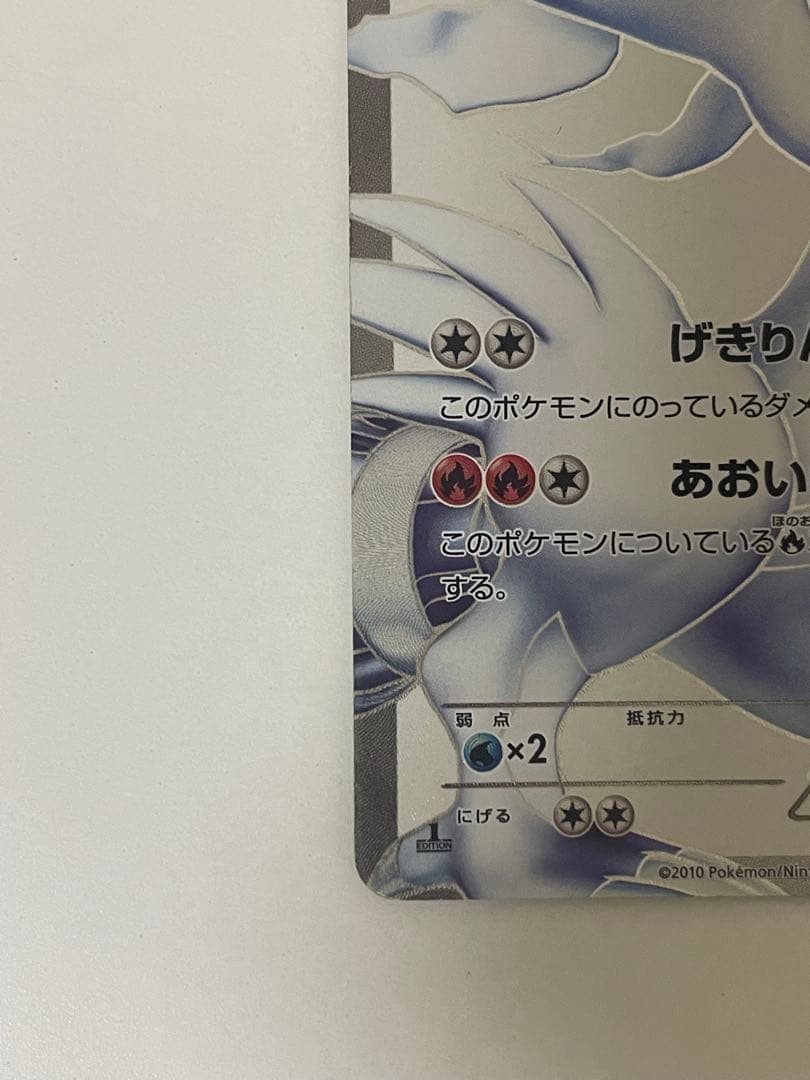 げきり
このポケモンにのっているダメ
あおい
ほのお
このポケモンについている
する。
弱点 抵抗力
×2
にげる
1
EDITION
©2010 Pokémon/Nin